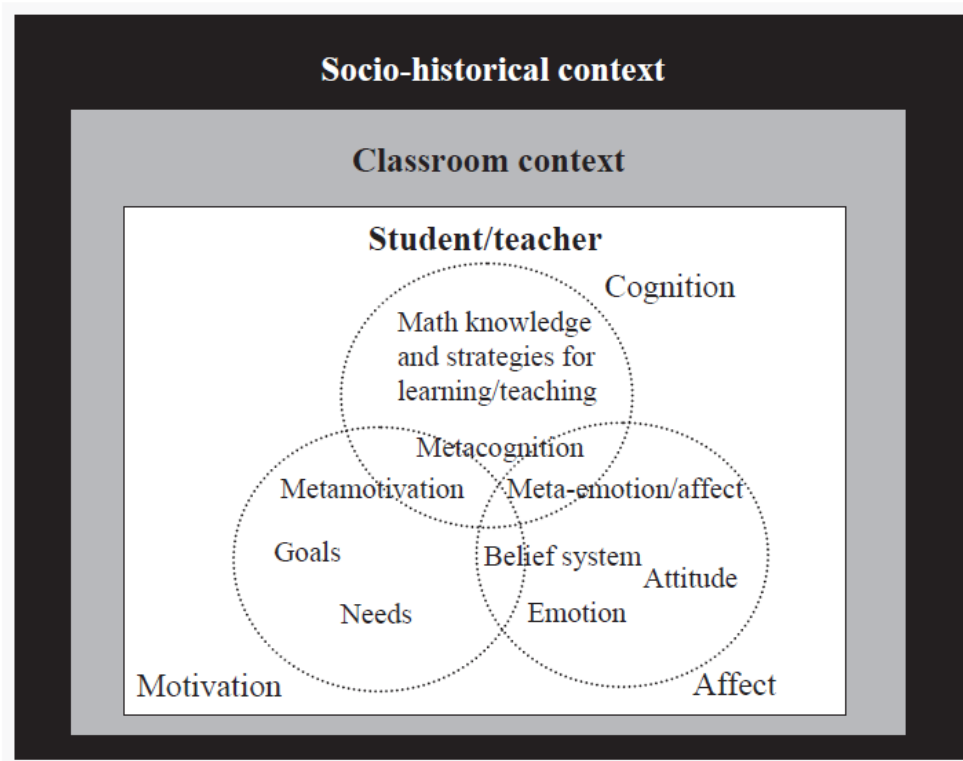 Socio-historical context
Classroom context
Student/teacher
Cognition
Math knowledge
and strategies for
learning/teaching
Metacognition
Metamotivation
Meta-emotion/affect
Goals
Belief system
Attitude
Needs
Emotion
Motivation
Affect